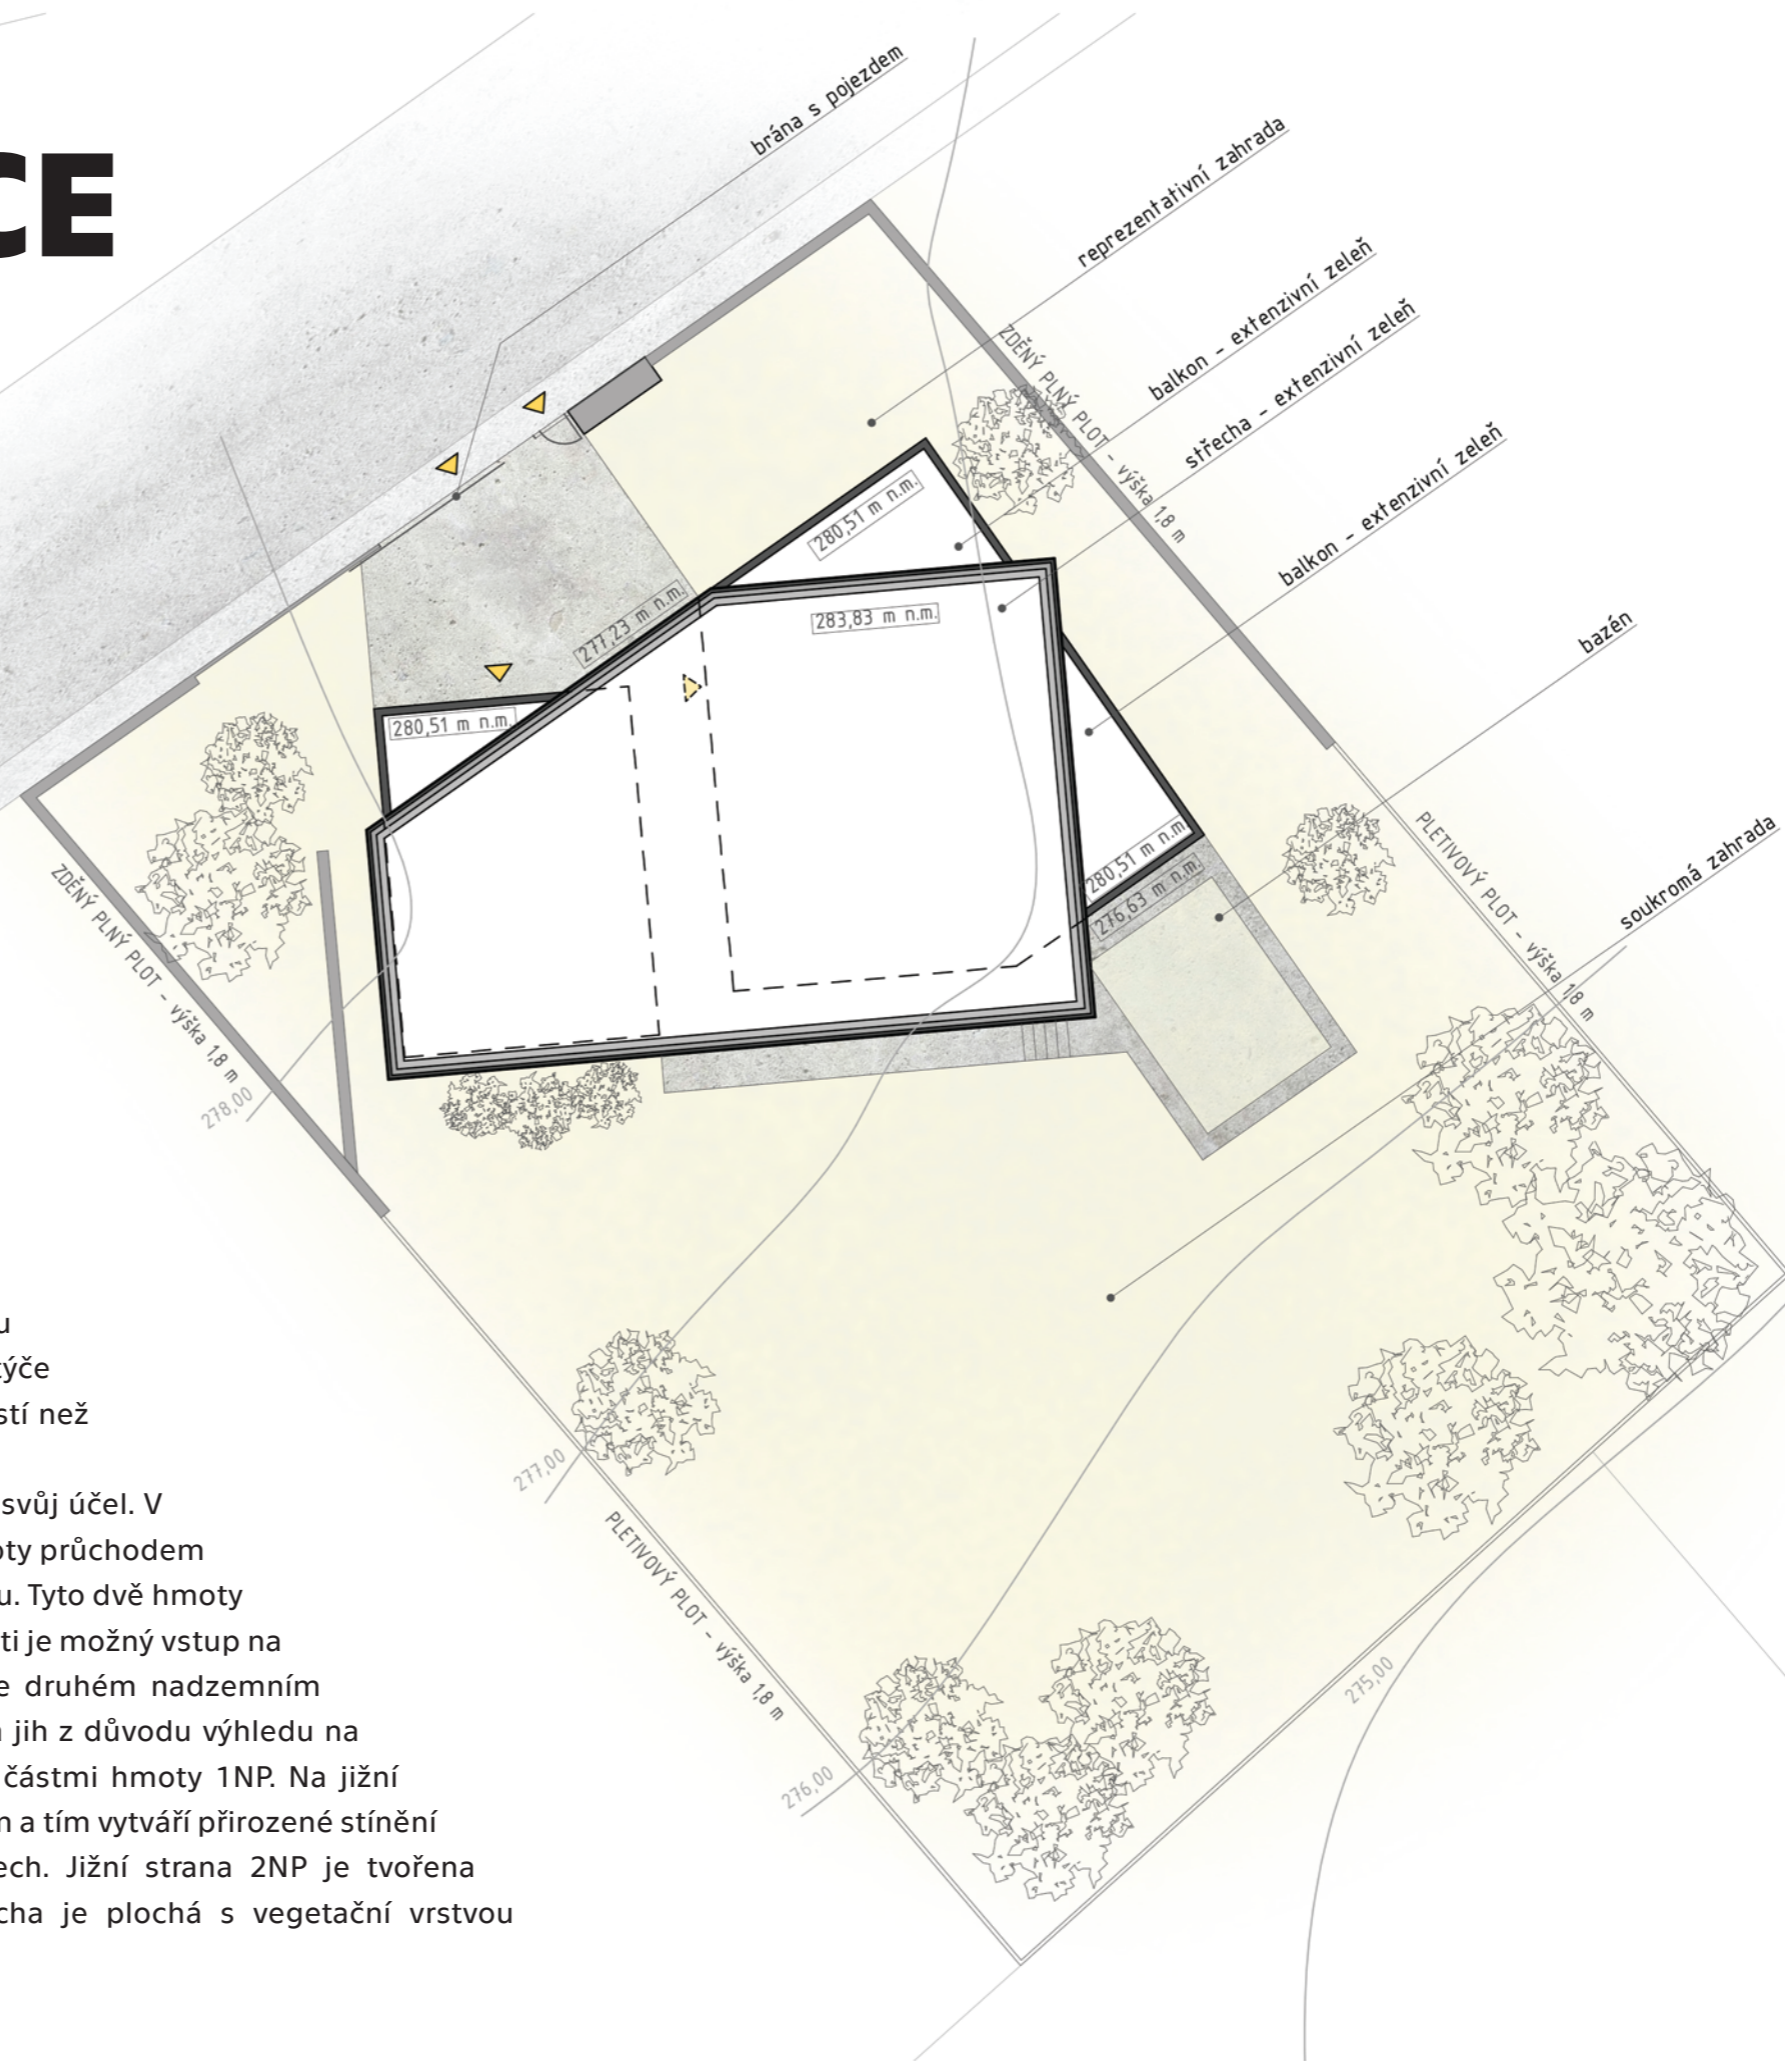 CE
brána s pojezdem
reprezentativní zahrada
balkon - extenzivní zeleň
střecha - extenzivní zeleň
balkon - extenzivní zeleň
bazén
soukromá zahrada
ZDĚNÝ PLNÝ PLOT - výška 1,8 m
280,51 m n.m.
283,83 m n.m.
277,23 m n.m.
280,51 m n.m.
280,51 m n.m
276,63 m n.m.
PLETIVOVÝ PLOT - výška 1,8 m
ZDĚNÝ PLNÝ PLOT - výška 1,8 m
278,00
277,00
PLETIVOVÝ PLOT - výška 1,8 m
276,00
275,00
u
týče
stí než
svůj účel. V
oty průchodem
u. Tyto dvě hmoty
ti je možný vstup na
e druhém nadzemním
jih z důvodu výhledu na
částmi hmoty 1NP. Na jižní
m a tím vytváří přirozené stínění
ech. Jižní strana 2NP je tvořena
cha je plochá s vegetační vrstvou